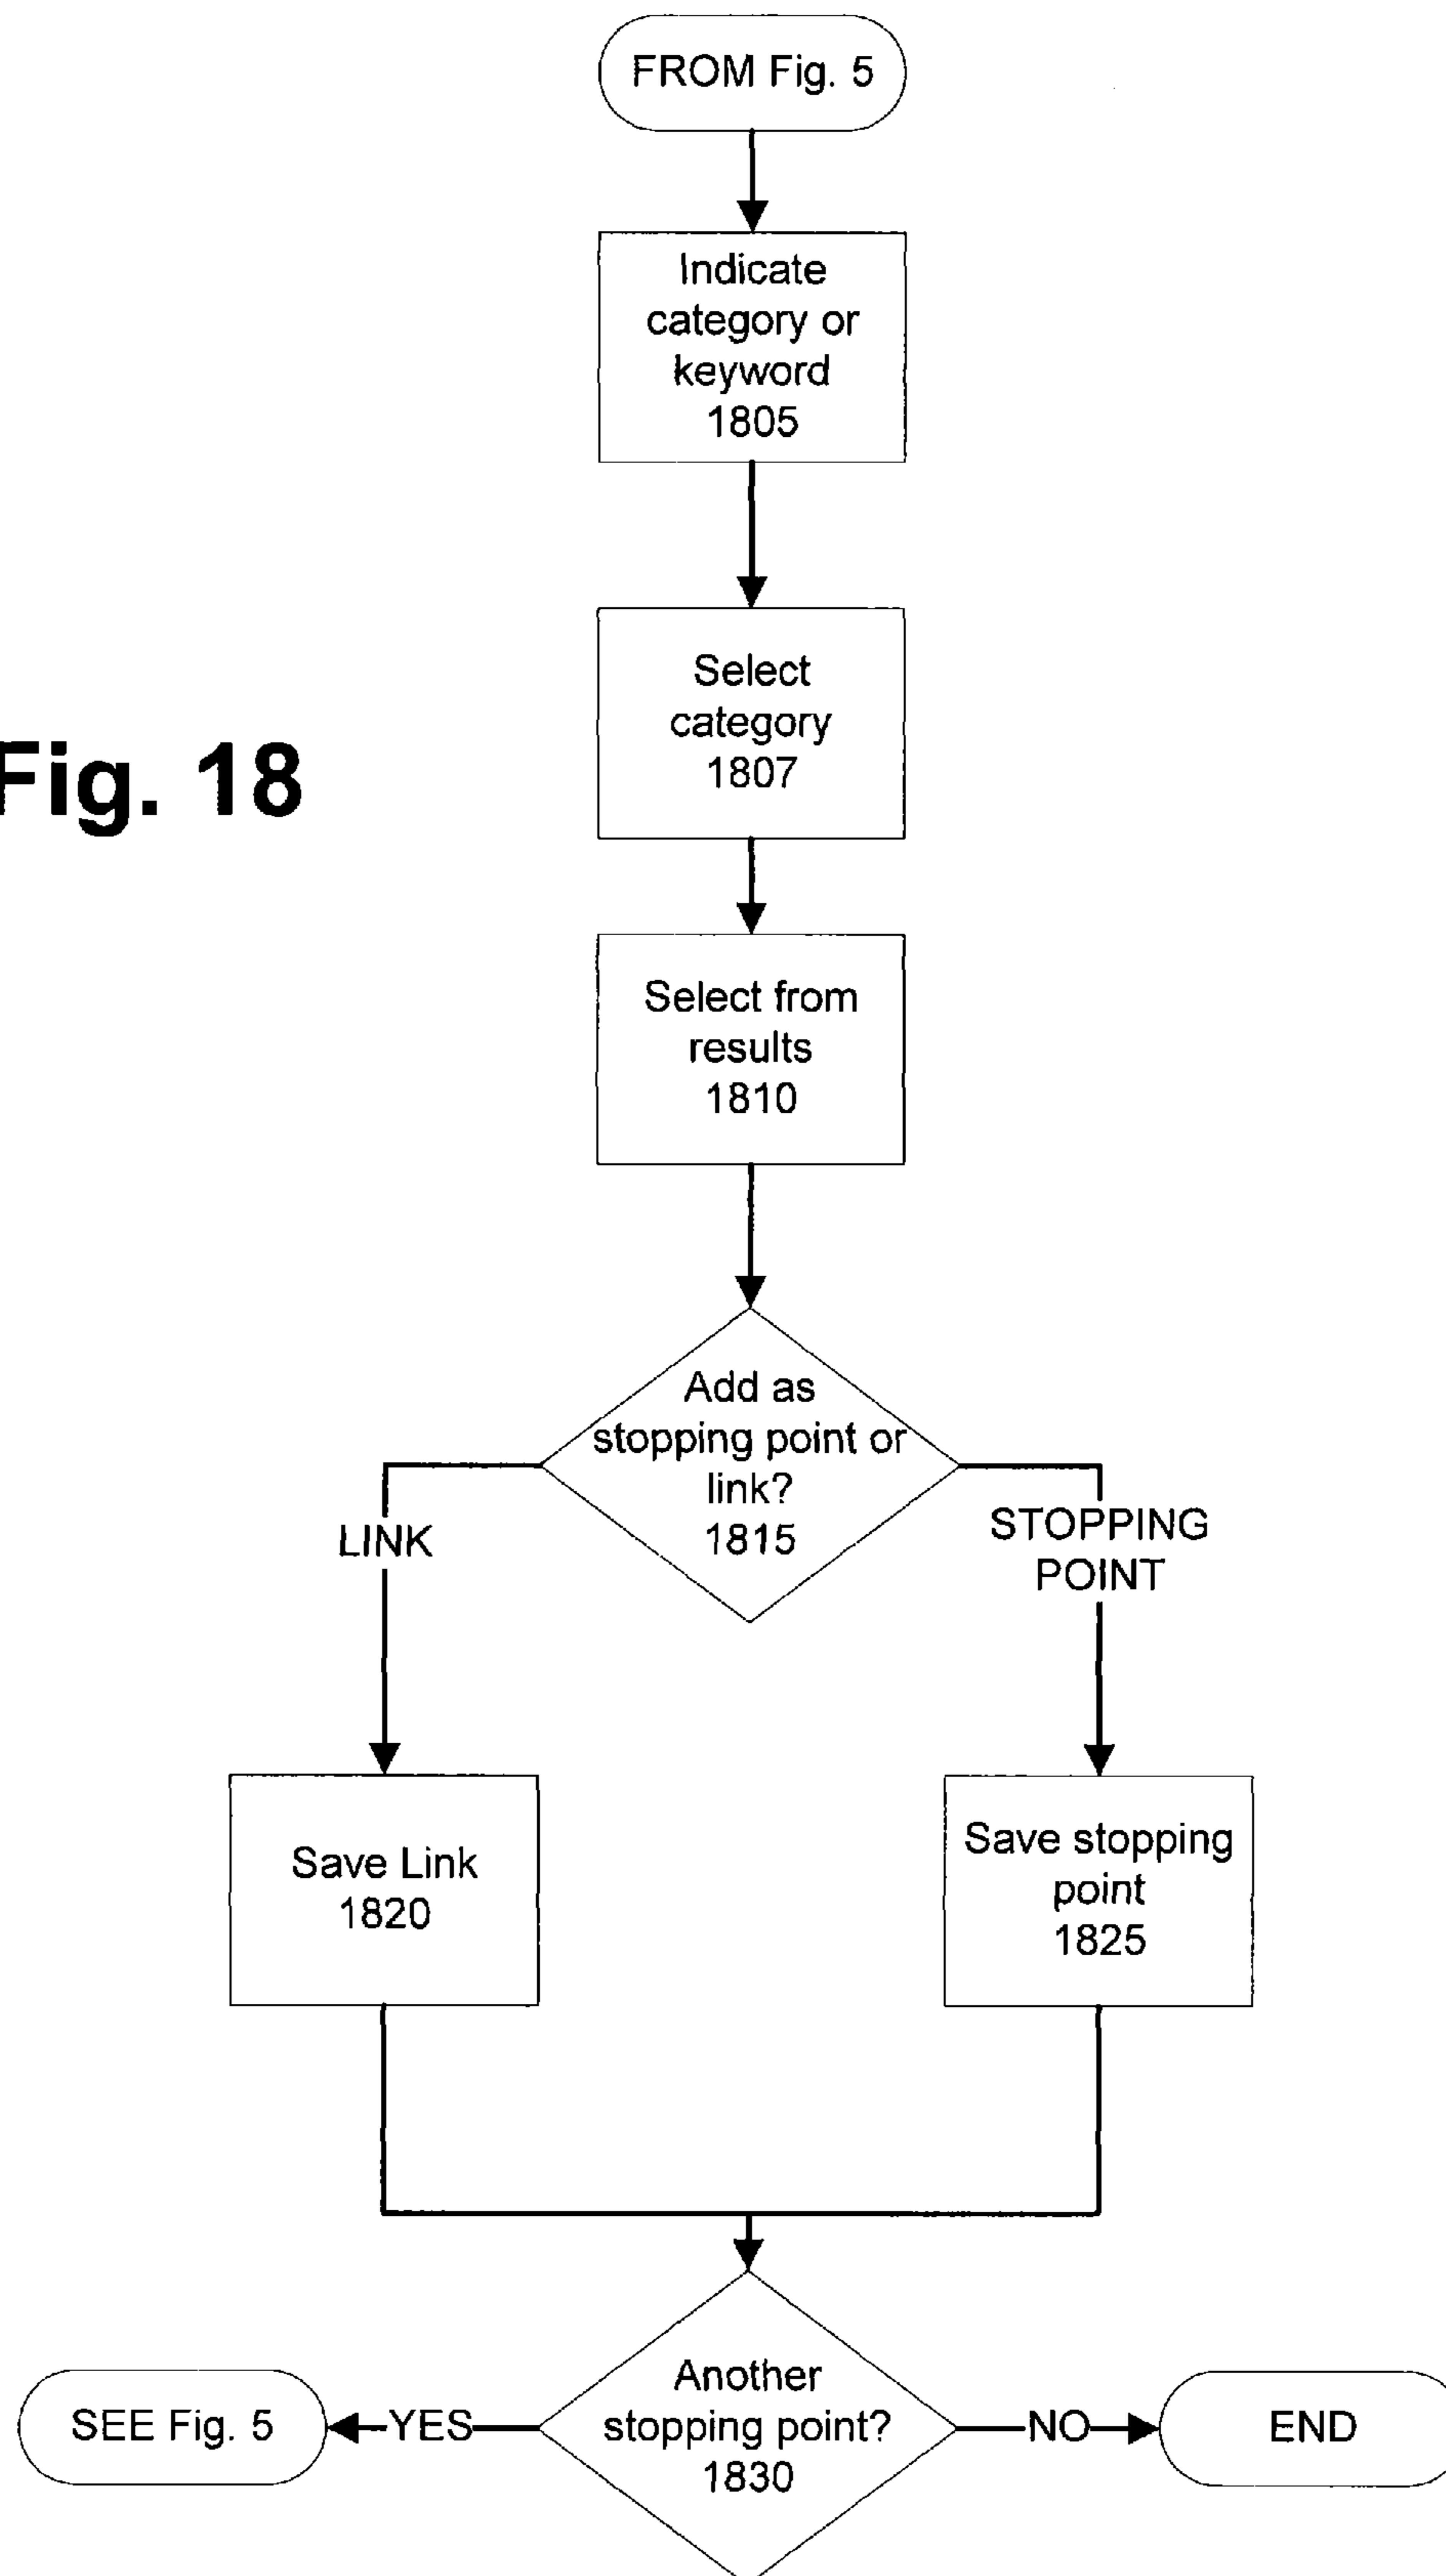 FROM Fig. 5
Indicate
category or
keyword
1805
Select
category
1807
Fig. 18
Select from
results
1810
Add as
stopping point or
link?
1815
LINK
STOPPING
POINT
Save Link
1820
Save stopping
point
1825
Another
stopping point?
1830
SEE Fig. 5
YES
NO
END